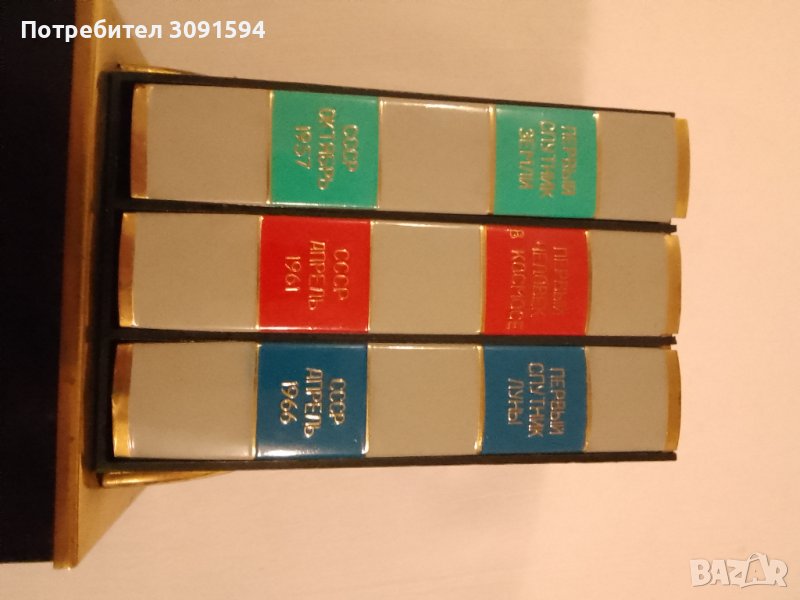 Потребител 3091594
ПЕРВЫЙ
СПУТНИК
ЗЕМЛИ
СССР
ОКТЯБРЬ
1957
ПЕРВЫЙ
ЧЕЛОВЕК
В КОСМОСЕ
СССР
АПРЕЛЬ
1961
ПЕРВЫЙ
СПУТНИК
ЛУНЫ
СССР
АПРЕЛЬ
1966
BAZAR